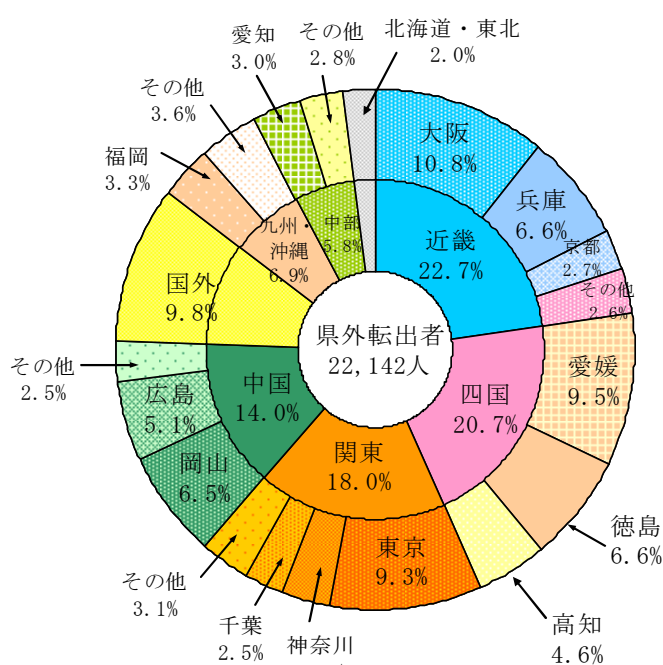 愛知
3.0%
その他
2.8%
北海道・東北
2.0%
その他
3.6%
福岡
3.3%
大阪
10.8%
兵庫
6.6%
京都
2.7%
その他
2.6%
近畿
22.7%
中部
5.8%
九州・
沖縄
6.9%
国外
9.8%
県外転出者
22,142人
愛媛
9.5%
四国
20.7%
徳島
6.6%
高知
4.6%
関東
18.0%
東京
9.3%
神奈川
千葉
2.5%
その他
3.1%
中国
14.0%
岡山
6.5%
広島
5.1%
その他
2.5%